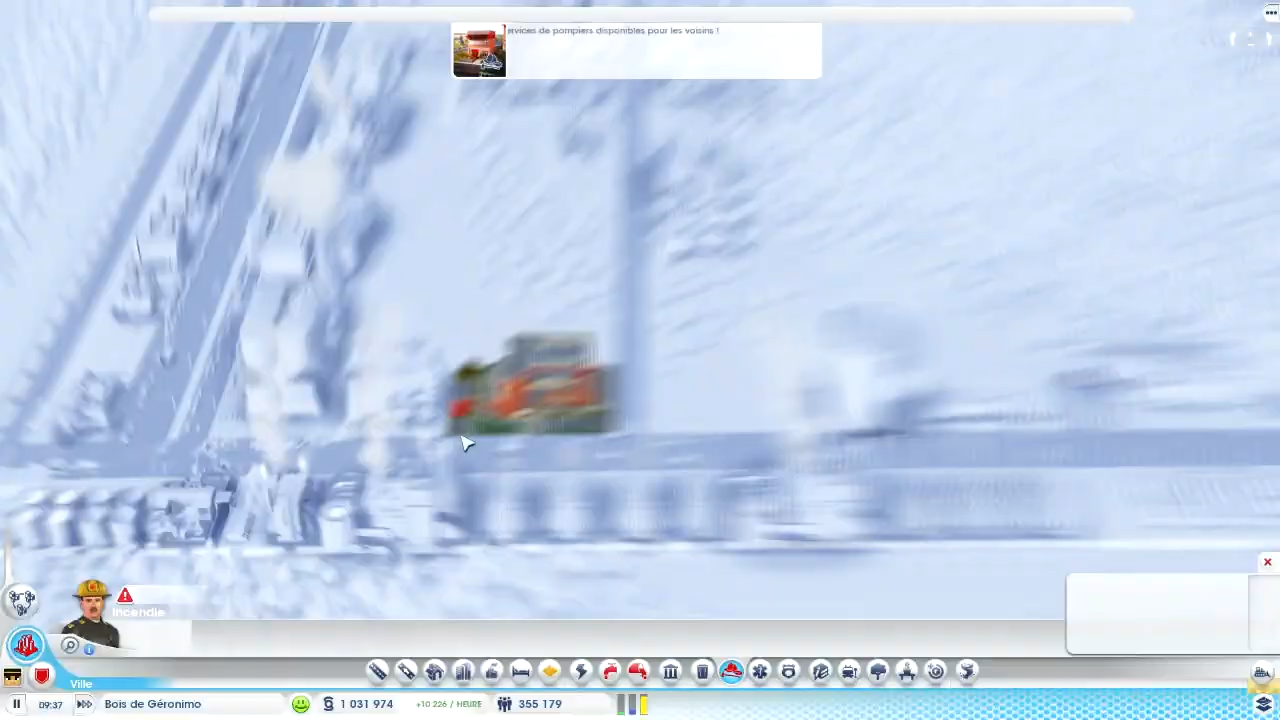 ervices de pompiers disponibles pour les voisins !
Incendie
Ville
09:37
Bois de Géronimo
1 031 974
+10 226 / HEURE
355 179